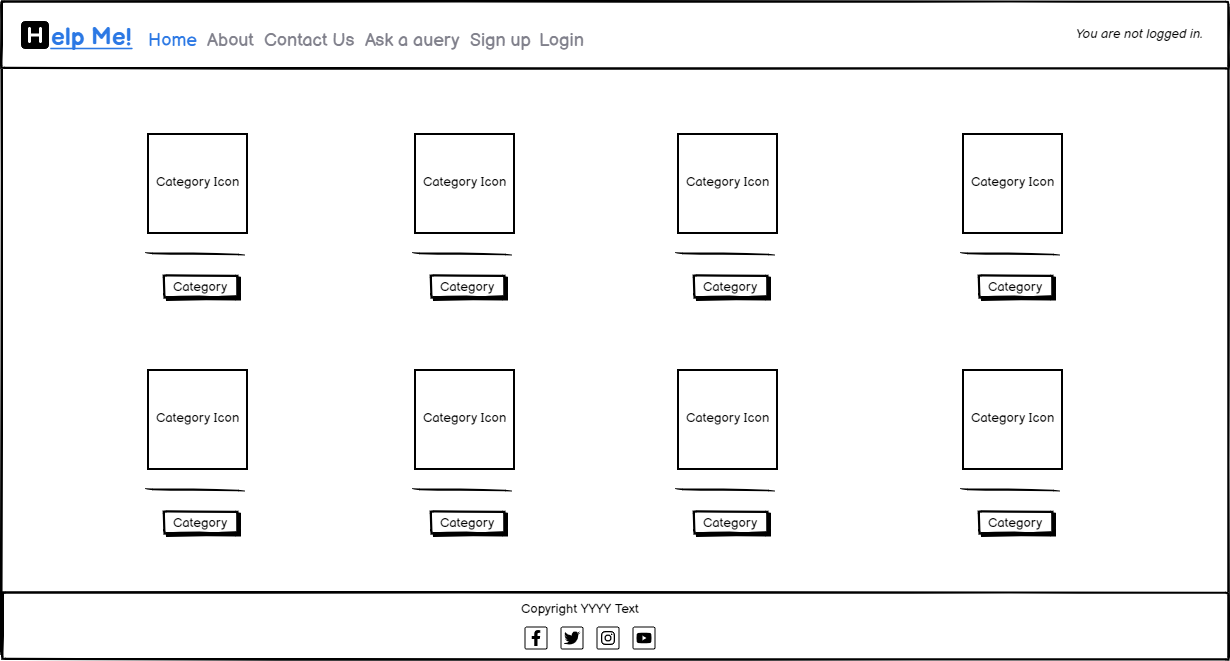 Help Me! Home About Contact Us Ask a auery Sign up Login You are not logged in.
Category Icon Category Icon Category Icon Category Icon
Category Category Category Category
Category Icon Category Icon Category Icon Category Icon
Category Category Category Category
Copyright YYYY Text